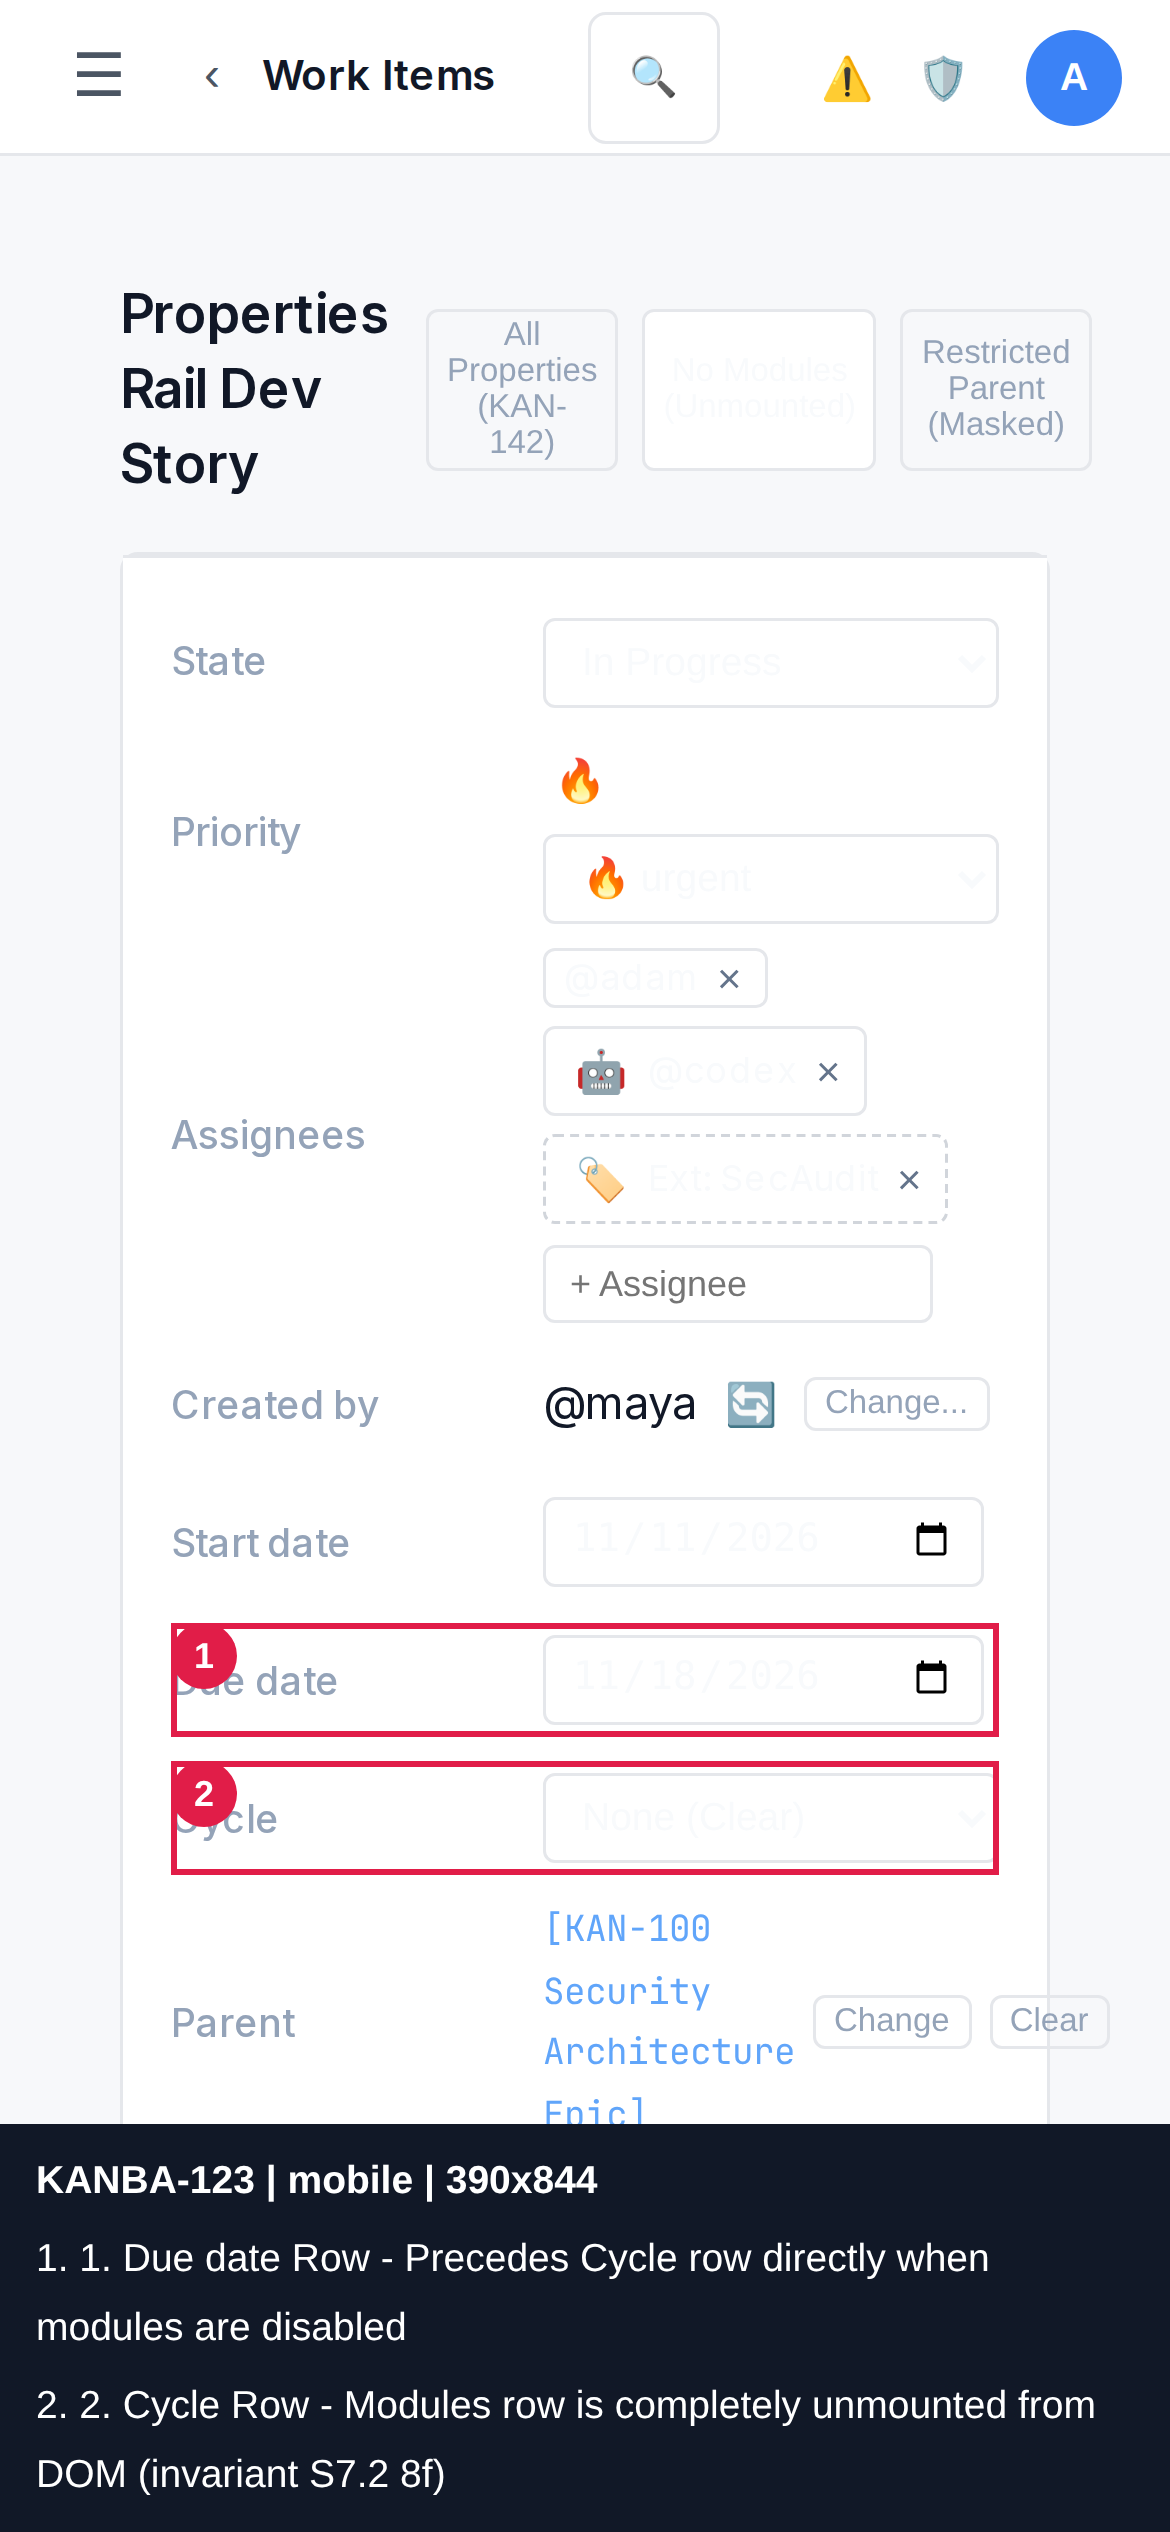 ☰ ‹ Work Items
A
Properties
Rail Dev
Story
All
Properties
(KAN-
142)
No Modules
(Unmounted)
Restricted
Parent
(Masked)
State
In Progress
Priority
urgent
Assignees
@adam ×
@codex ×
Ext: SecAudit ×
+ Assignee
Created by
@maya
Change...
Start date
11/11/2026
1
Due date
11/18/2026
2
Cycle
None (Clear)
Parent
[KAN-100
Security
Architecture
Epic]
Change
Clear
KANBA-123 | mobile | 390x844
1. 1. Due date Row - Precedes Cycle row directly when
modules are disabled
2. 2. Cycle Row - Modules row is completely unmounted from
DOM (invariant S7.2 8f)